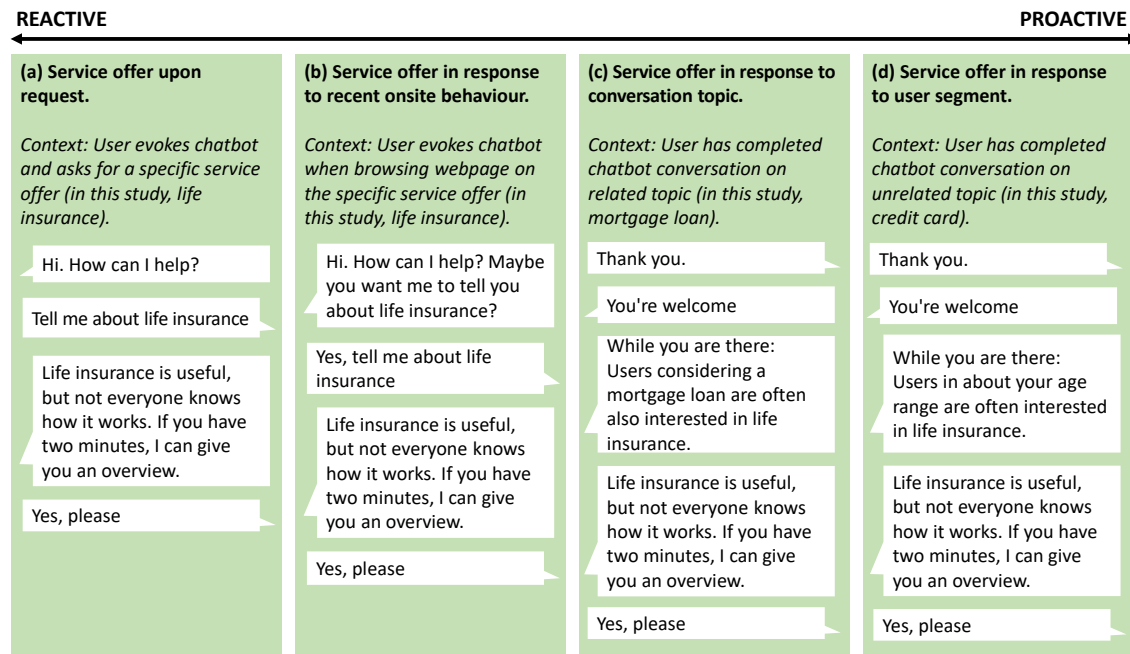 REACTIVE
PROACTIVE
(a) Service offer upon
request.
Context: User evokes chatbot
and asks for a specific service
offer (in this study, life
insurance).
Hi. How can I help?
Tell me about life insurance
Life insurance is useful,
but not everyone knows
how it works. If you have
two minutes, I can give
you an overview.
Yes, please
(b) Service offer in response
to recent onsite behaviour.
Context: User evokes chatbot
when browsing webpage on
the specific service offer (in
this study, life insurance).
Hi. How can I help? Maybe
you want me to tell you
about life insurance?
Yes, tell me about life
insurance
Life insurance is useful,
but not everyone knows
how it works. If you have
two minutes, I can give
you an overview.
Yes, please
(c) Service offer in response to
conversation topic.
Context: User has completed
chatbot conversation on
related topic (in this study,
mortgage loan).
Thank you.
You're welcome
While you are there:
Users considering a
mortgage loan are often
also interested in life
insurance.
Life insurance is useful,
but not everyone knows
how it works. If you have
two minutes, I can give
you an overview.
Yes, please
(d) Service offer in response
to user segment.
Context: User has completed
chatbot conversation on
unrelated topic (in this study,
credit card).
Thank you.
You're welcome
While you are there:
Users in about your age
range are often interested
in life insurance.
Life insurance is useful,
but not everyone knows
how it works. If you have
two minutes, I can give
you an overview.
Yes, please